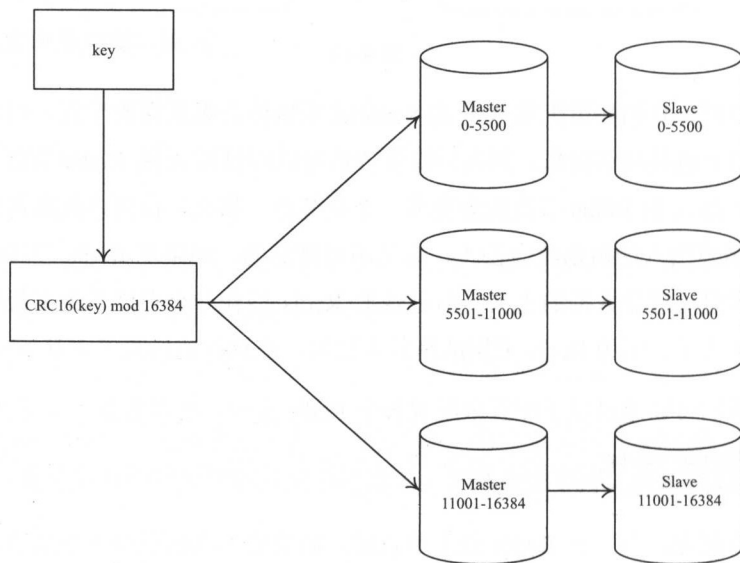 key
CRC16(key) mod 16384
Master
0-5500
Slave
0-5500
Master
5501-11000
Slave
5501-11000
Master
11001-16384
Slave
11001-16384